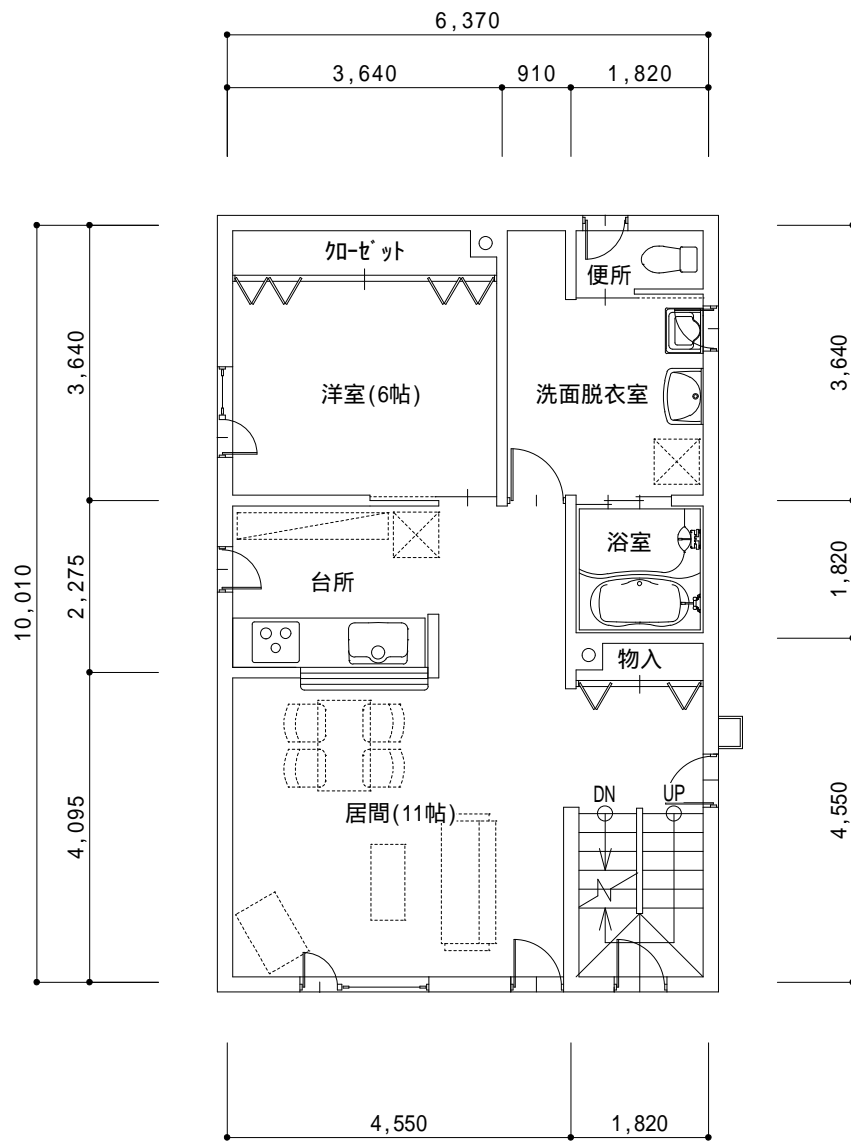 6,370
3,640
910
1,820
ｸﾛｰｾﾞｯﾄ
便所
3,640
3,640
洋室(6帖)
洗面脱衣室
10,010
2,275
浴室
1,820
台所
物入
DN
UP
4,095
居間(11帖)
4,550
4,550
1,820